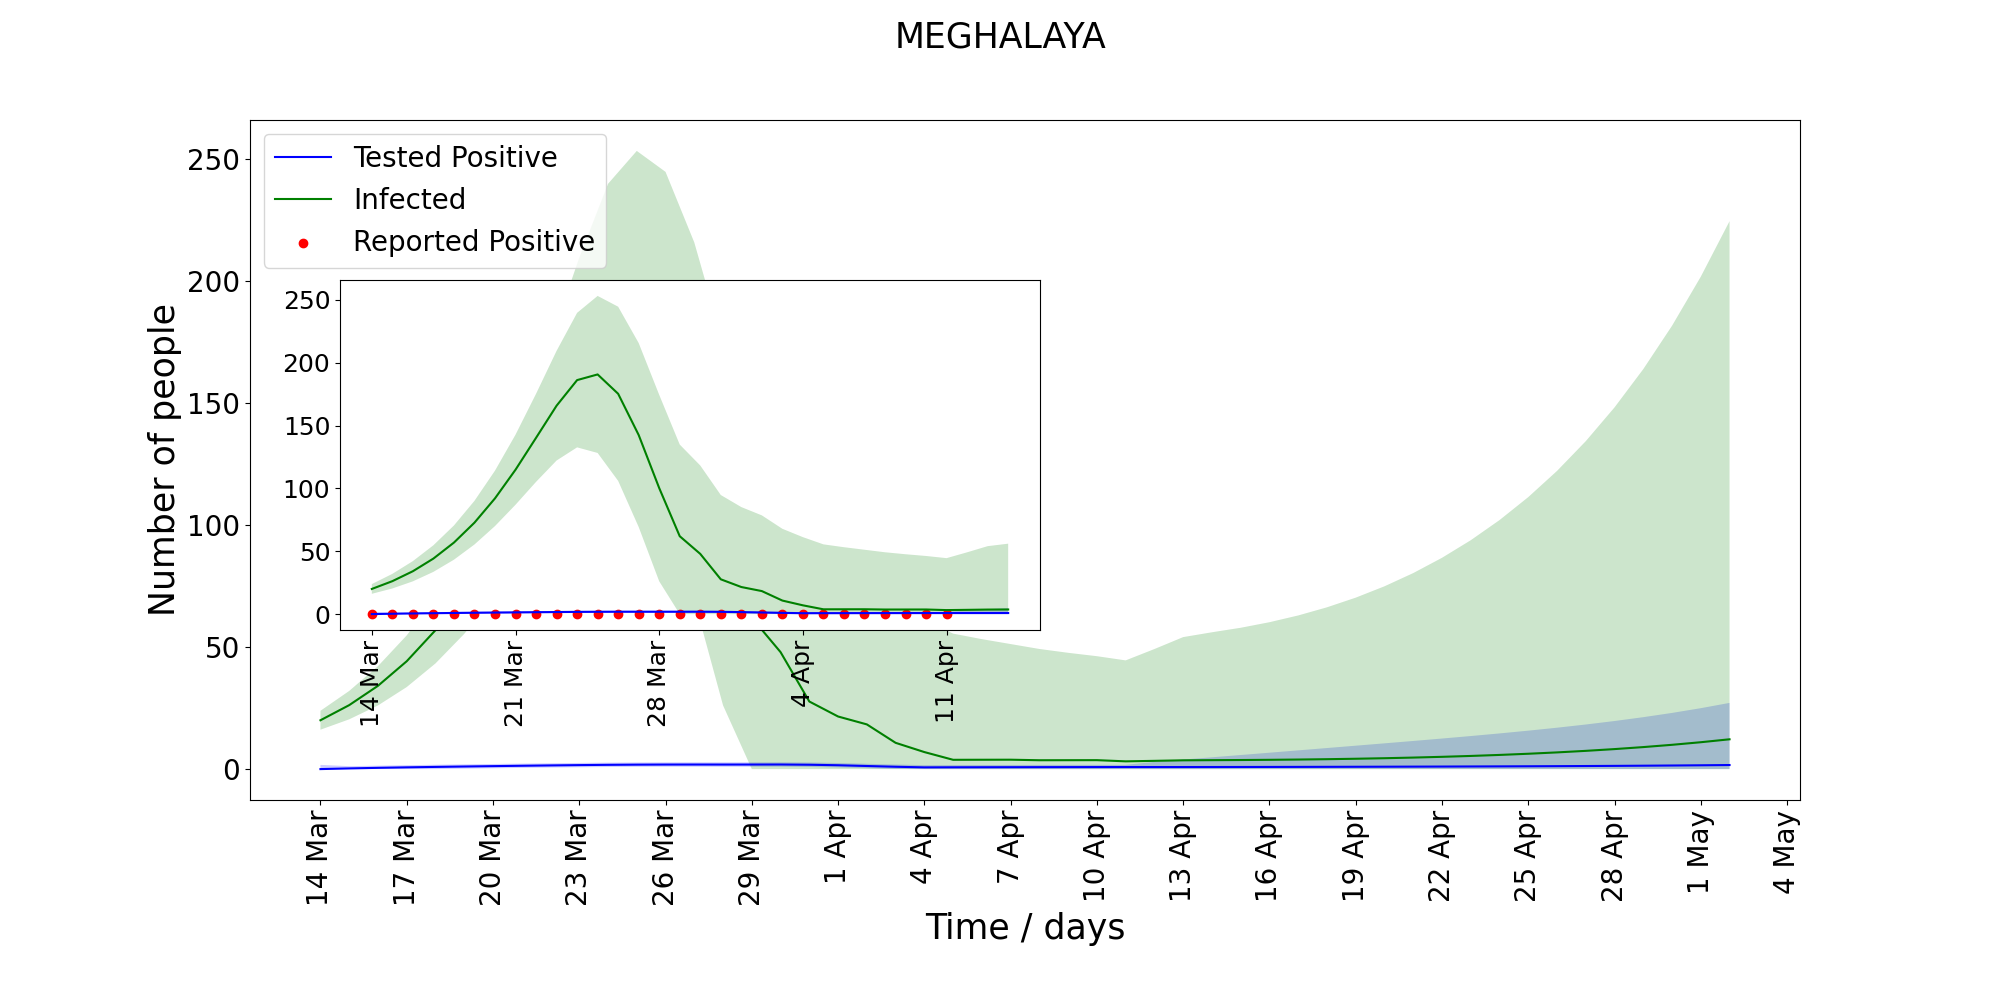 MEGHALAYA
Tested Positive
Infected
Reported Positive
Number of people
250
200
150
100
50
0
250
200
150
100
50
0
14 Mar
21 Mar
28 Mar
4 Apr
11 Apr
14 Mar
17 Mar
20 Mar
23 Mar
26 Mar
29 Mar
1 Apr
4 Apr
7 Apr
10 Apr
13 Apr
16 Apr
19 Apr
22 Apr
25 Apr
28 Apr
1 May
4 May
Time / days